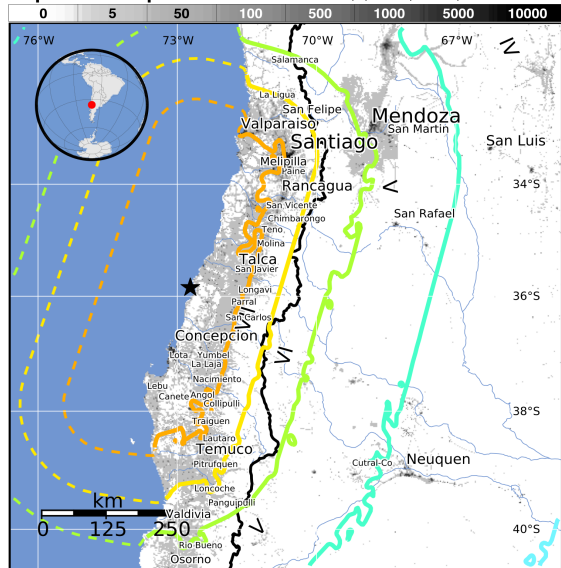 0 5 50 100 500 1000 5000 10000
76°W 73°W 70°W 67°W
IV
Salamanca
La Ligua
San Felipe
Valparaiso
Mendoza
San Martin
Santiago
San Luis
Melipilla
Paine
Rancagua
V
34°S
San Vicente
San Rafael
Chimbarongo
Teno
Molina
Talca
San Javier
Longavi
36°S
Parral
San Carlos
VII
Concepcion
VI
Lota Yumbel
La Laja
Nacimiento
Lebu
Canete Angol
Collipulli
38°S
Traiguen
Lautaro
Temuco
Pitrufquen
Cutral-Co Neuquen
Loncoche
km
Panguipulli
Valdivia
0 125 250
V
40°S
Rio Bueno
Osorno